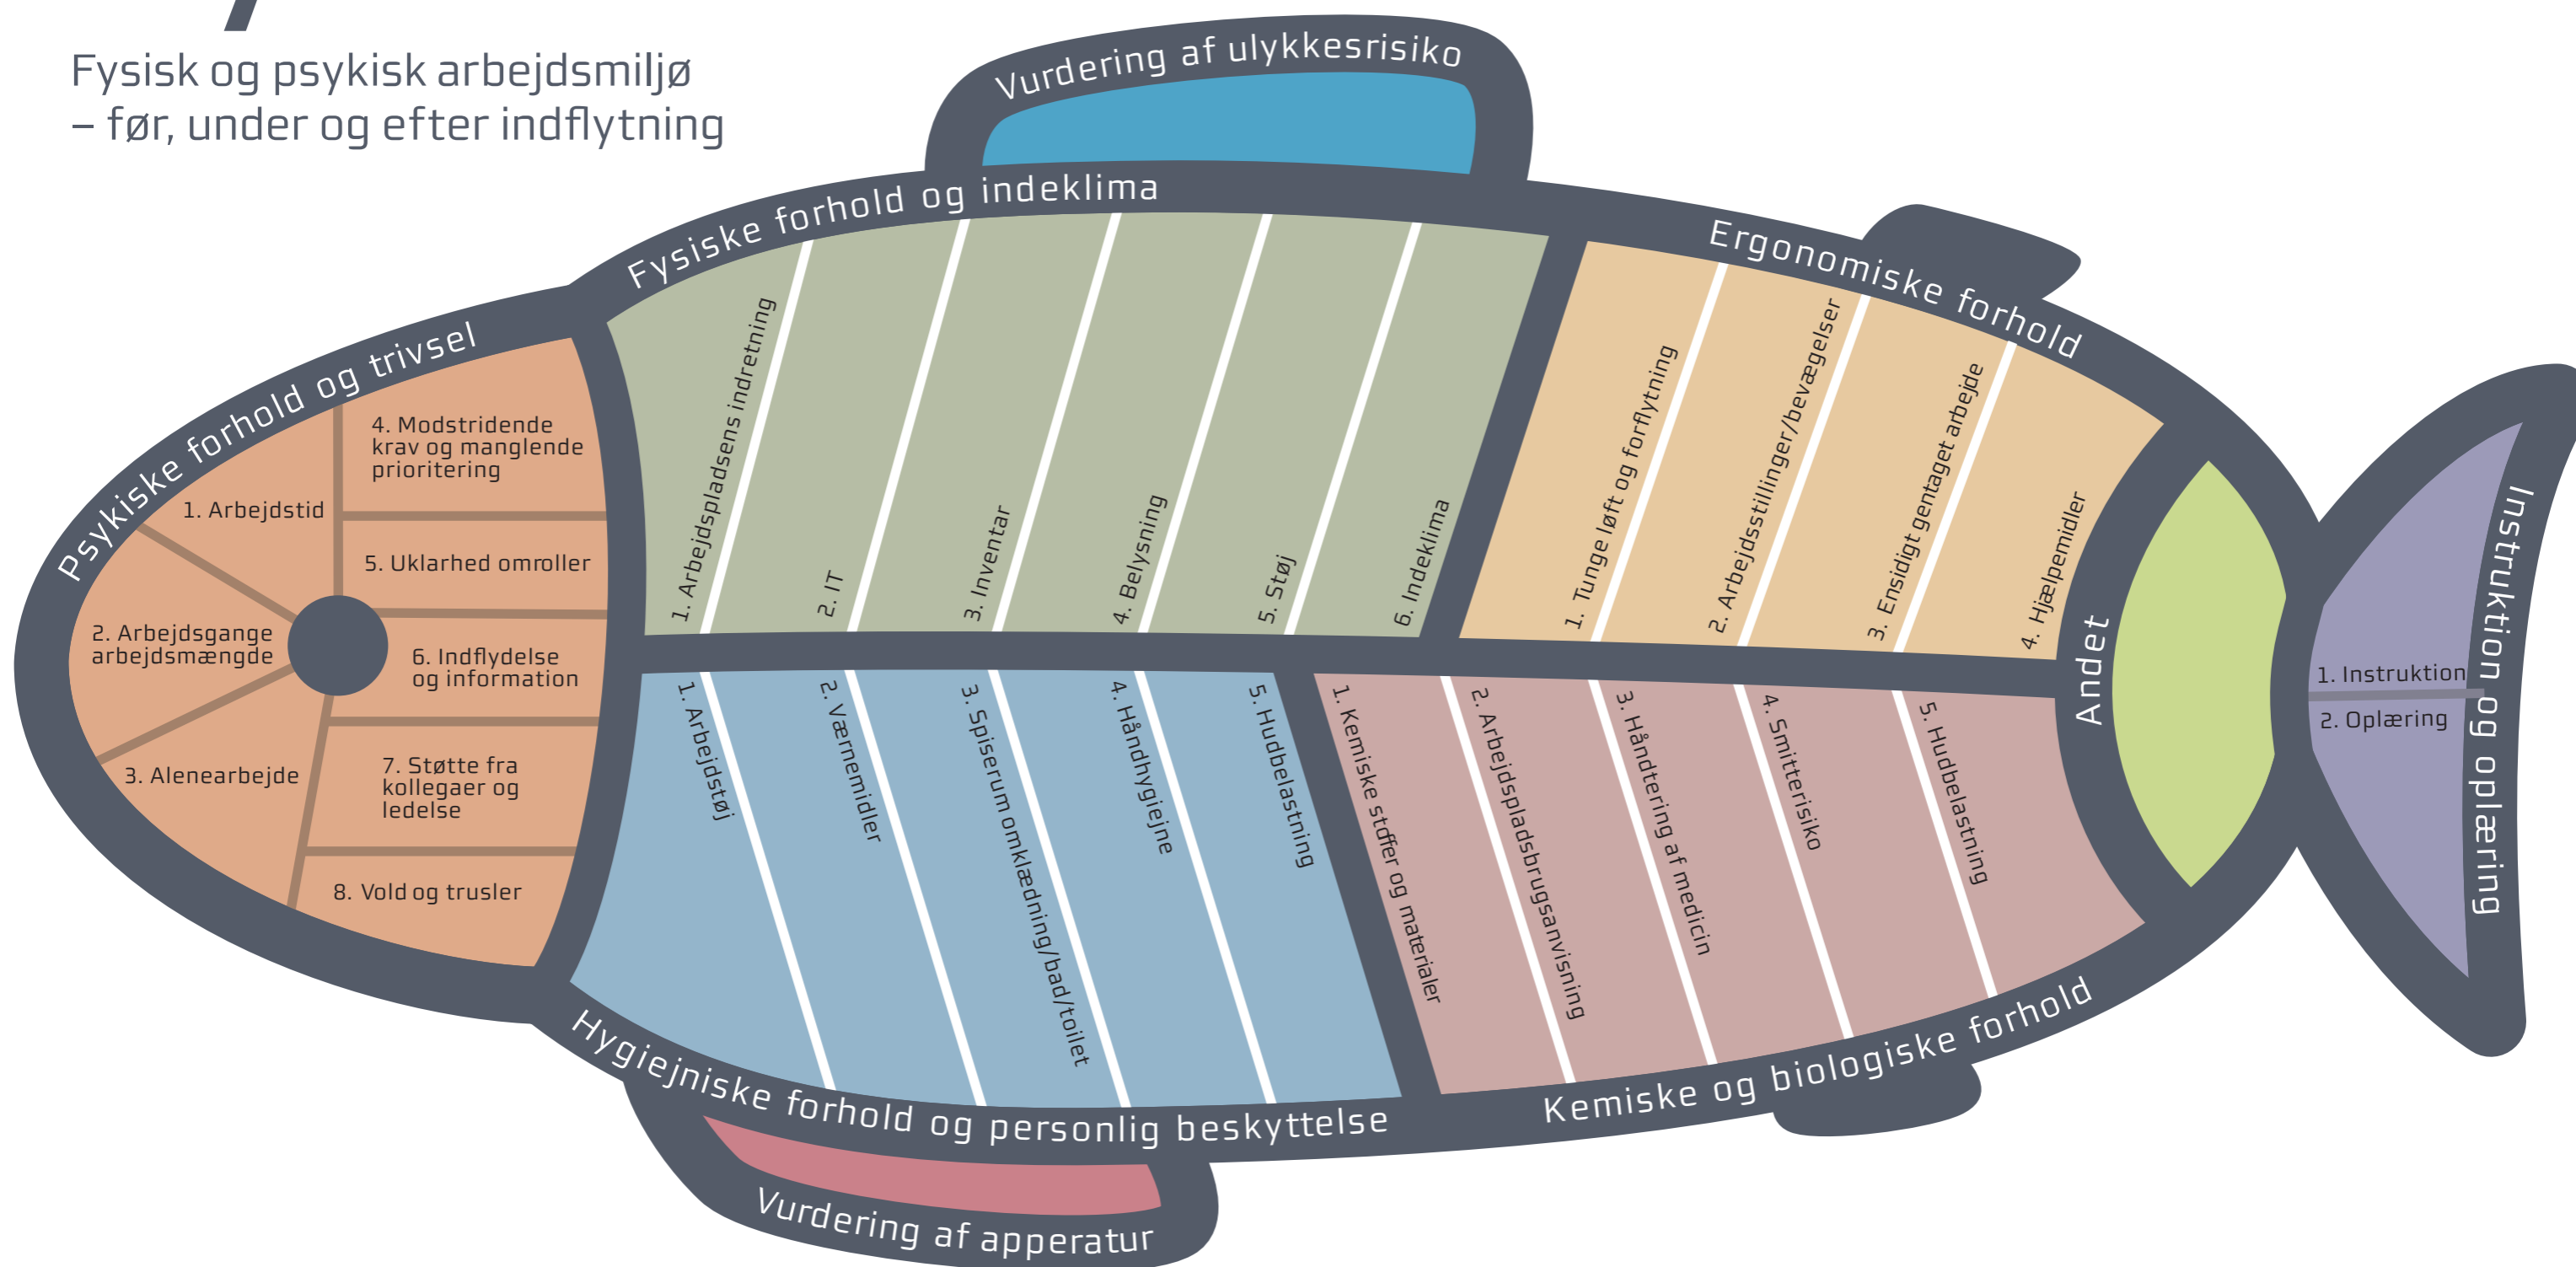 Fysisk og psykisk arbejdsmiljø
– før, under og efter indflytning
Vurdering af ulykkesrisiko
Psykiske forhold og trivsel
1. Arbejdstid
2. Arbejdsgange
arbejdsmængde
3. Alenearbejde
4. Modstridende
krav og manglende
prioritering
5. Uklarhed omroller
6. Indflydelse
og information
7. Støtte fra
kollegaer og
ledelse
8. Vold og trusler
Fysiske forhold og indeklima
1. Arbejdspladsens indretning
2. IT
3. Inventar
4. Belysning
5. Støj
6. Indeklima
Ergonomiske forhold
1. Tunge løft og forflytning
2. Arbejdsstillinger/bevægelser
3. Ensidigt gentaget arbejde
4. Hjælpemidler
Hygiejniske forhold og personlig beskyttelse
1. Arbejdstøj
2. Værnemidler
3. Spiserum omklædning/bad/toilet
4. Håndhygiejne
5. Hudbelastning
Kemiske og biologiske forhold
1. Kemiske stoffer og materialer
2. Arbejdspladsbrugsanvisning
3. Håndtering af medicin
4. Smitterisiko
5. Hudbelastning
Andet
Instruktion og oplæring
1. Instruktion
2. Oplæring
Vurdering af apperatur